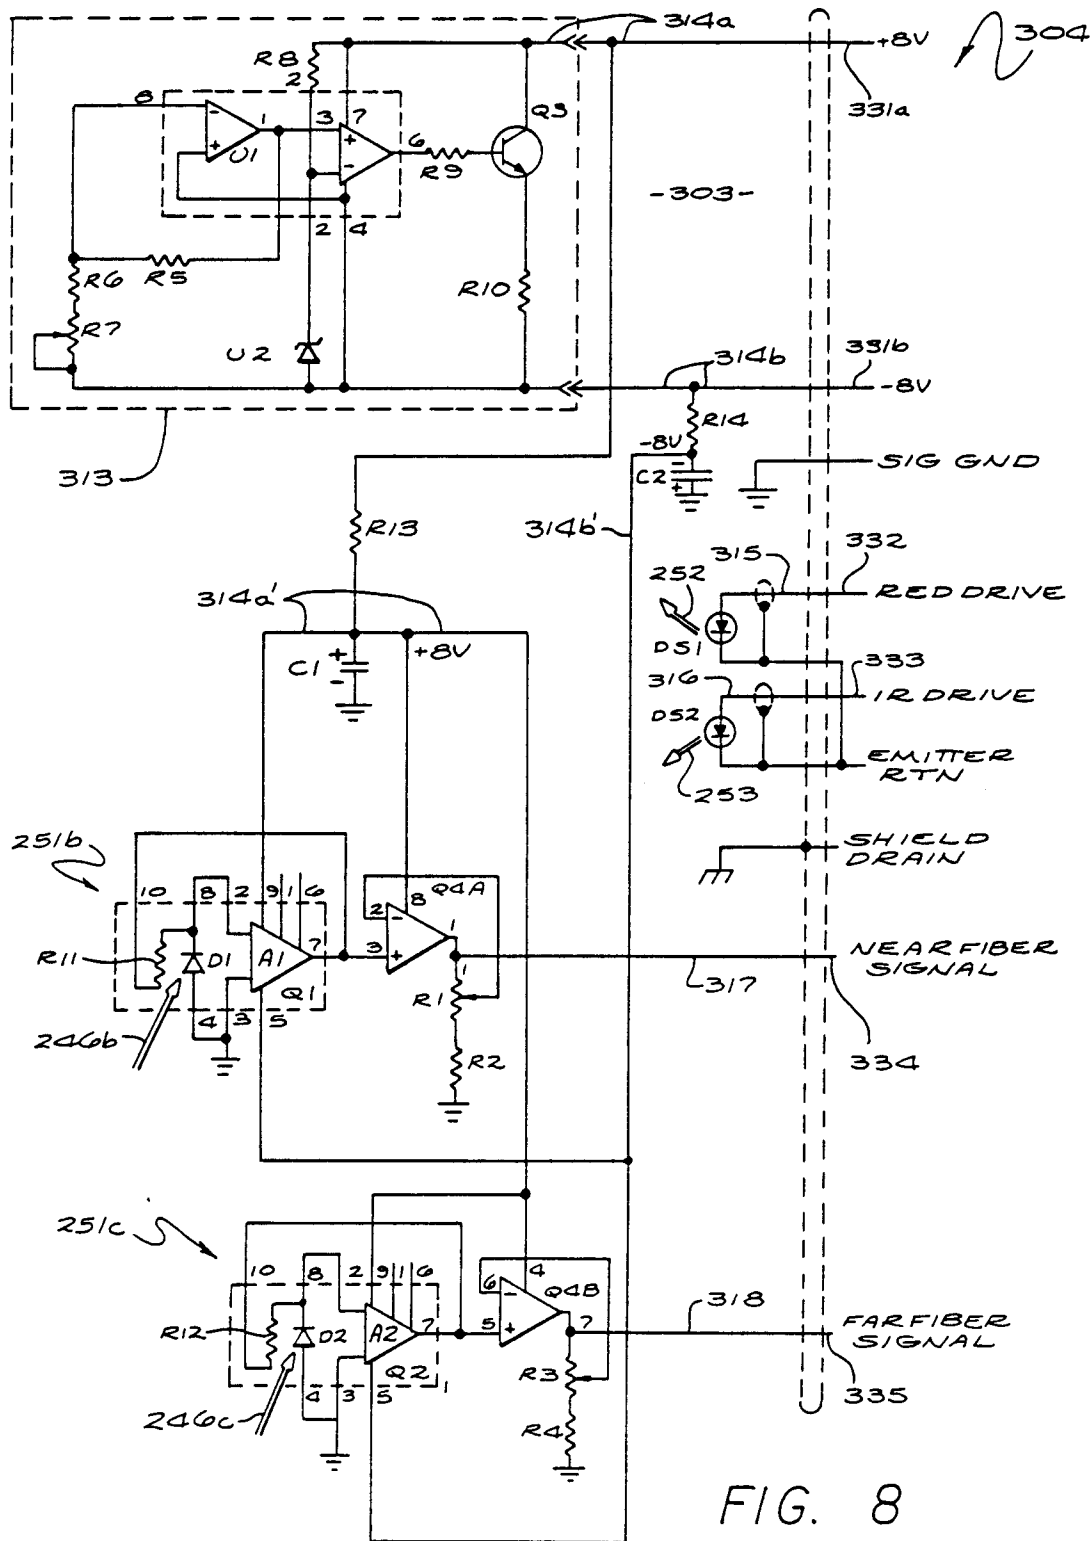 314a
+8V
304
R8
2
331a
Q3
8
1
3
7
6
U1
R9
-303-
2
4
R5
R6
R10
R7
U2
314b
331b
-8V
R14
313
-8V
C2
SIG GND
R13
314b'
315
332
252
RED DRIVE
314a'
DS1
333
+8V
316
IR DRIVE
C1
DS2
EMITTER
RTN
253
251b
SHIELD
DRAIN
10
8
2
9
1
6
8
Q4A
2
1
R11
D1
A1
7
3
NEAR FIBER
SIGNAL
Q1
R1
317
4
3
5
246b
R2
334
251c
10
8
2
9
1
6
6
4
Q4B
318
R12
D2
A2
7
5
7
FAR FIBER
SIGNAL
Q2
R3
4
3
5
335
246c
R4
FIG. 8